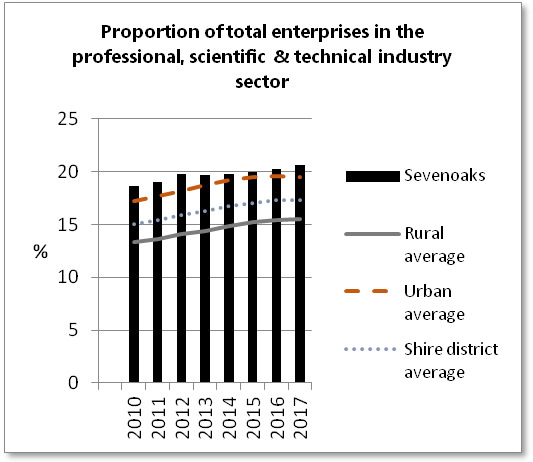 Proportion of total enterprises in the
professional, scientific & technical industry
sector
25
20
15
10
5
0
%
2010
2011
2012
2013
2014
2015
2016
2017
Sevenoaks
Rural
average
Urban
average
Shire district
average